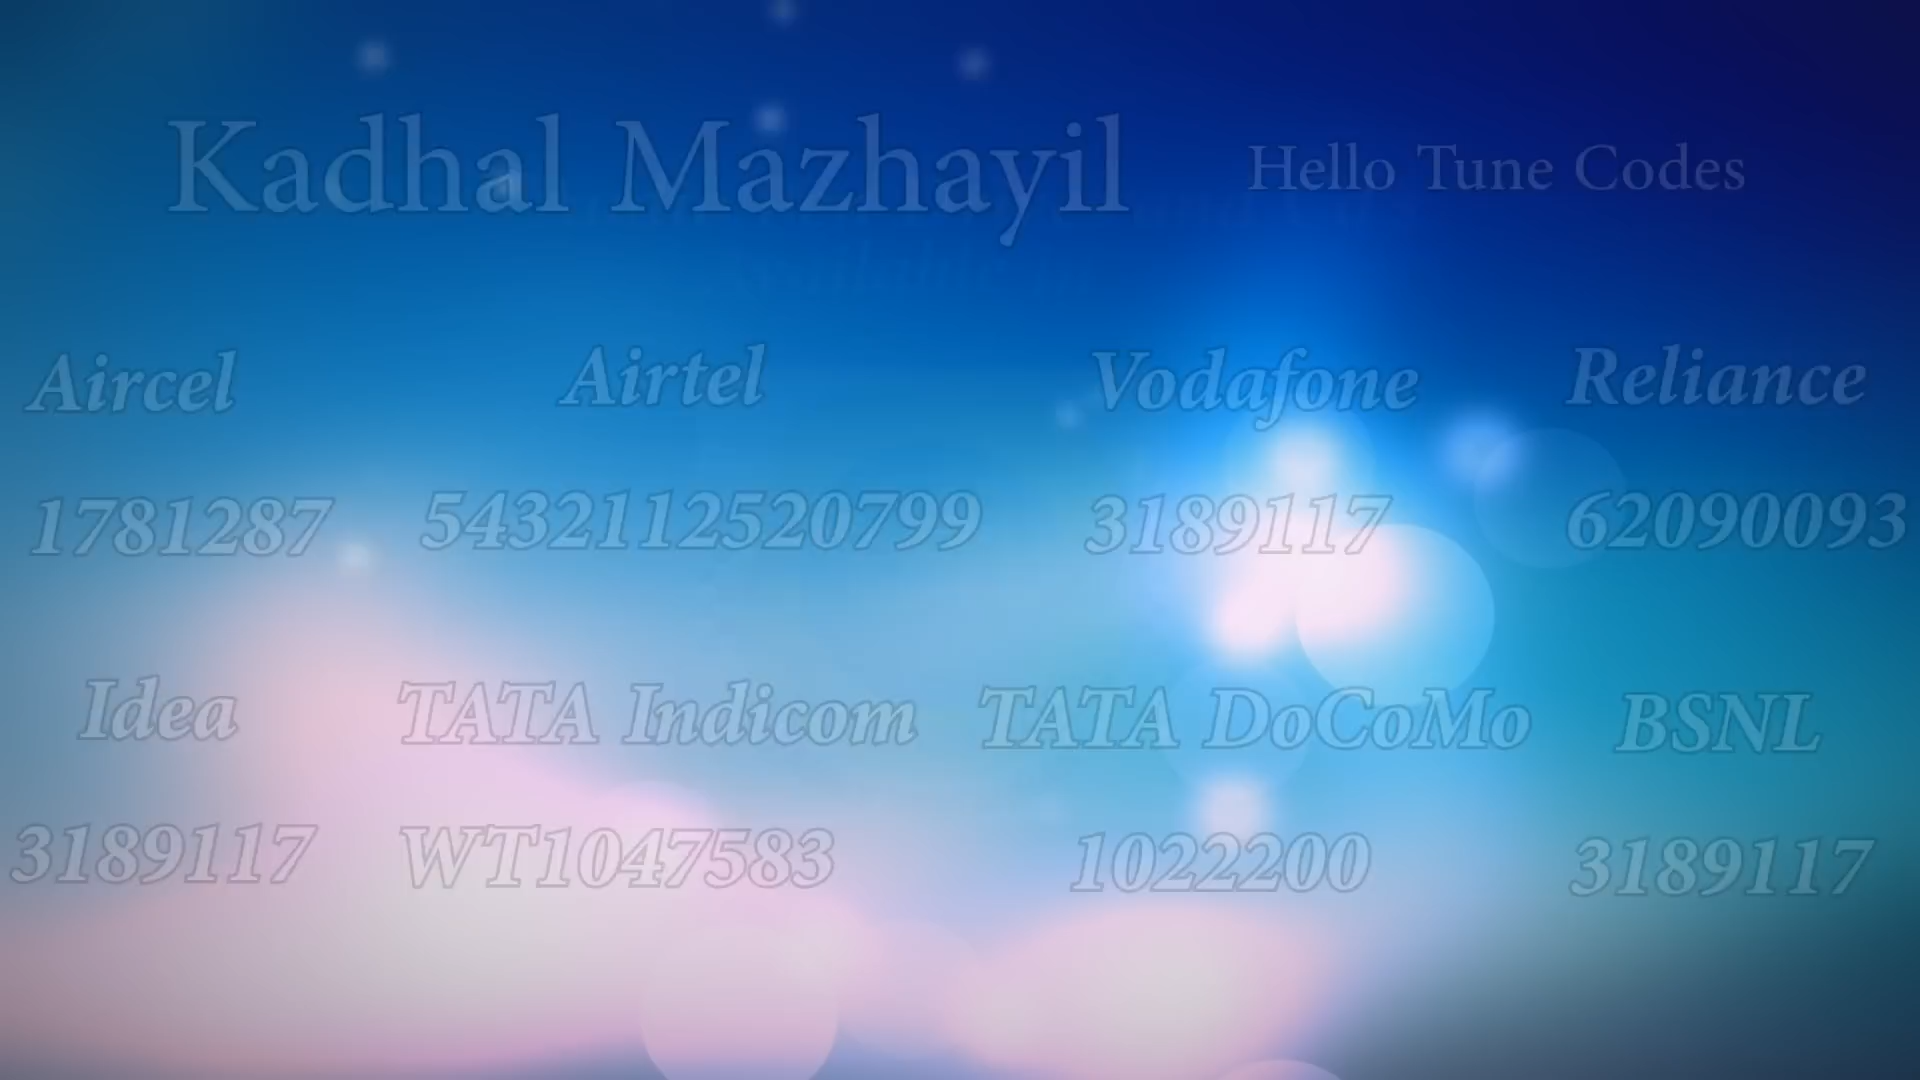 Kadhal Mazhayil Hello Tune Codes
Aircel Airtel Vodafone Reliance
1781287 5432112520799 3189117 62090093
Idea TATA Indicom TATA DoCoMo BSNL
3189117 WT1047583 1022200 3189117